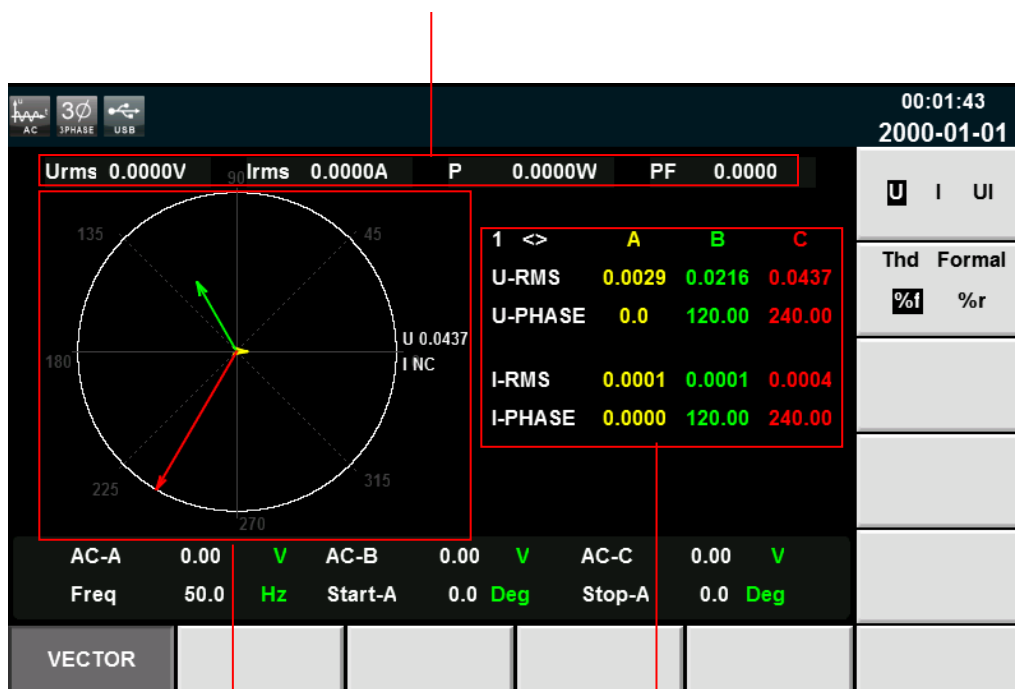 u
t
AC
3Ø
3PHASE
USB
00:01:43
2000-01-01
Urms 0.0000V Irms 0.0000A P 0.0000W PF 0.0000
U I UI
90
135
45
180
U 0.0437
I NC
225
315
270
1 <> A B C
U-RMS 0.0029 0.0216 0.0437
U-PHASE 0.0 120.00 240.00
I-RMS 0.0001 0.0001 0.0004
I-PHASE 0.0000 120.00 240.00
Thd Formal
%f %r
AC-A 0.00 V AC-B 0.00 V AC-C 0.00 V
Freq 50.0 Hz Start-A 0.0 Deg Stop-A 0.0 Deg
VECTOR